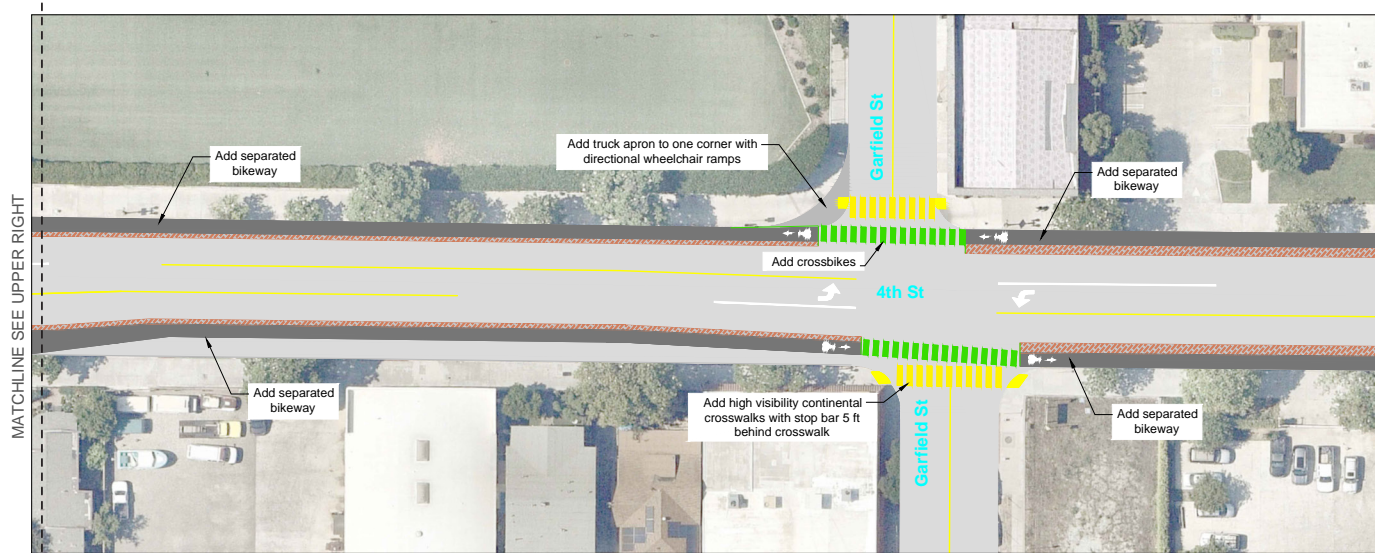 MATCHLINE SEE UPPER RIGHT
Add separated
bikeway
Add truck apron to one corner with
directional wheelchair ramps
Garfield St
Add separated
bikeway
Add crossbikes
4th St
Add separated
bikeway
Add high visibility continental
crosswalks with stop bar 5 ft
behind crosswalk
Garfield St
Add separated
bikeway